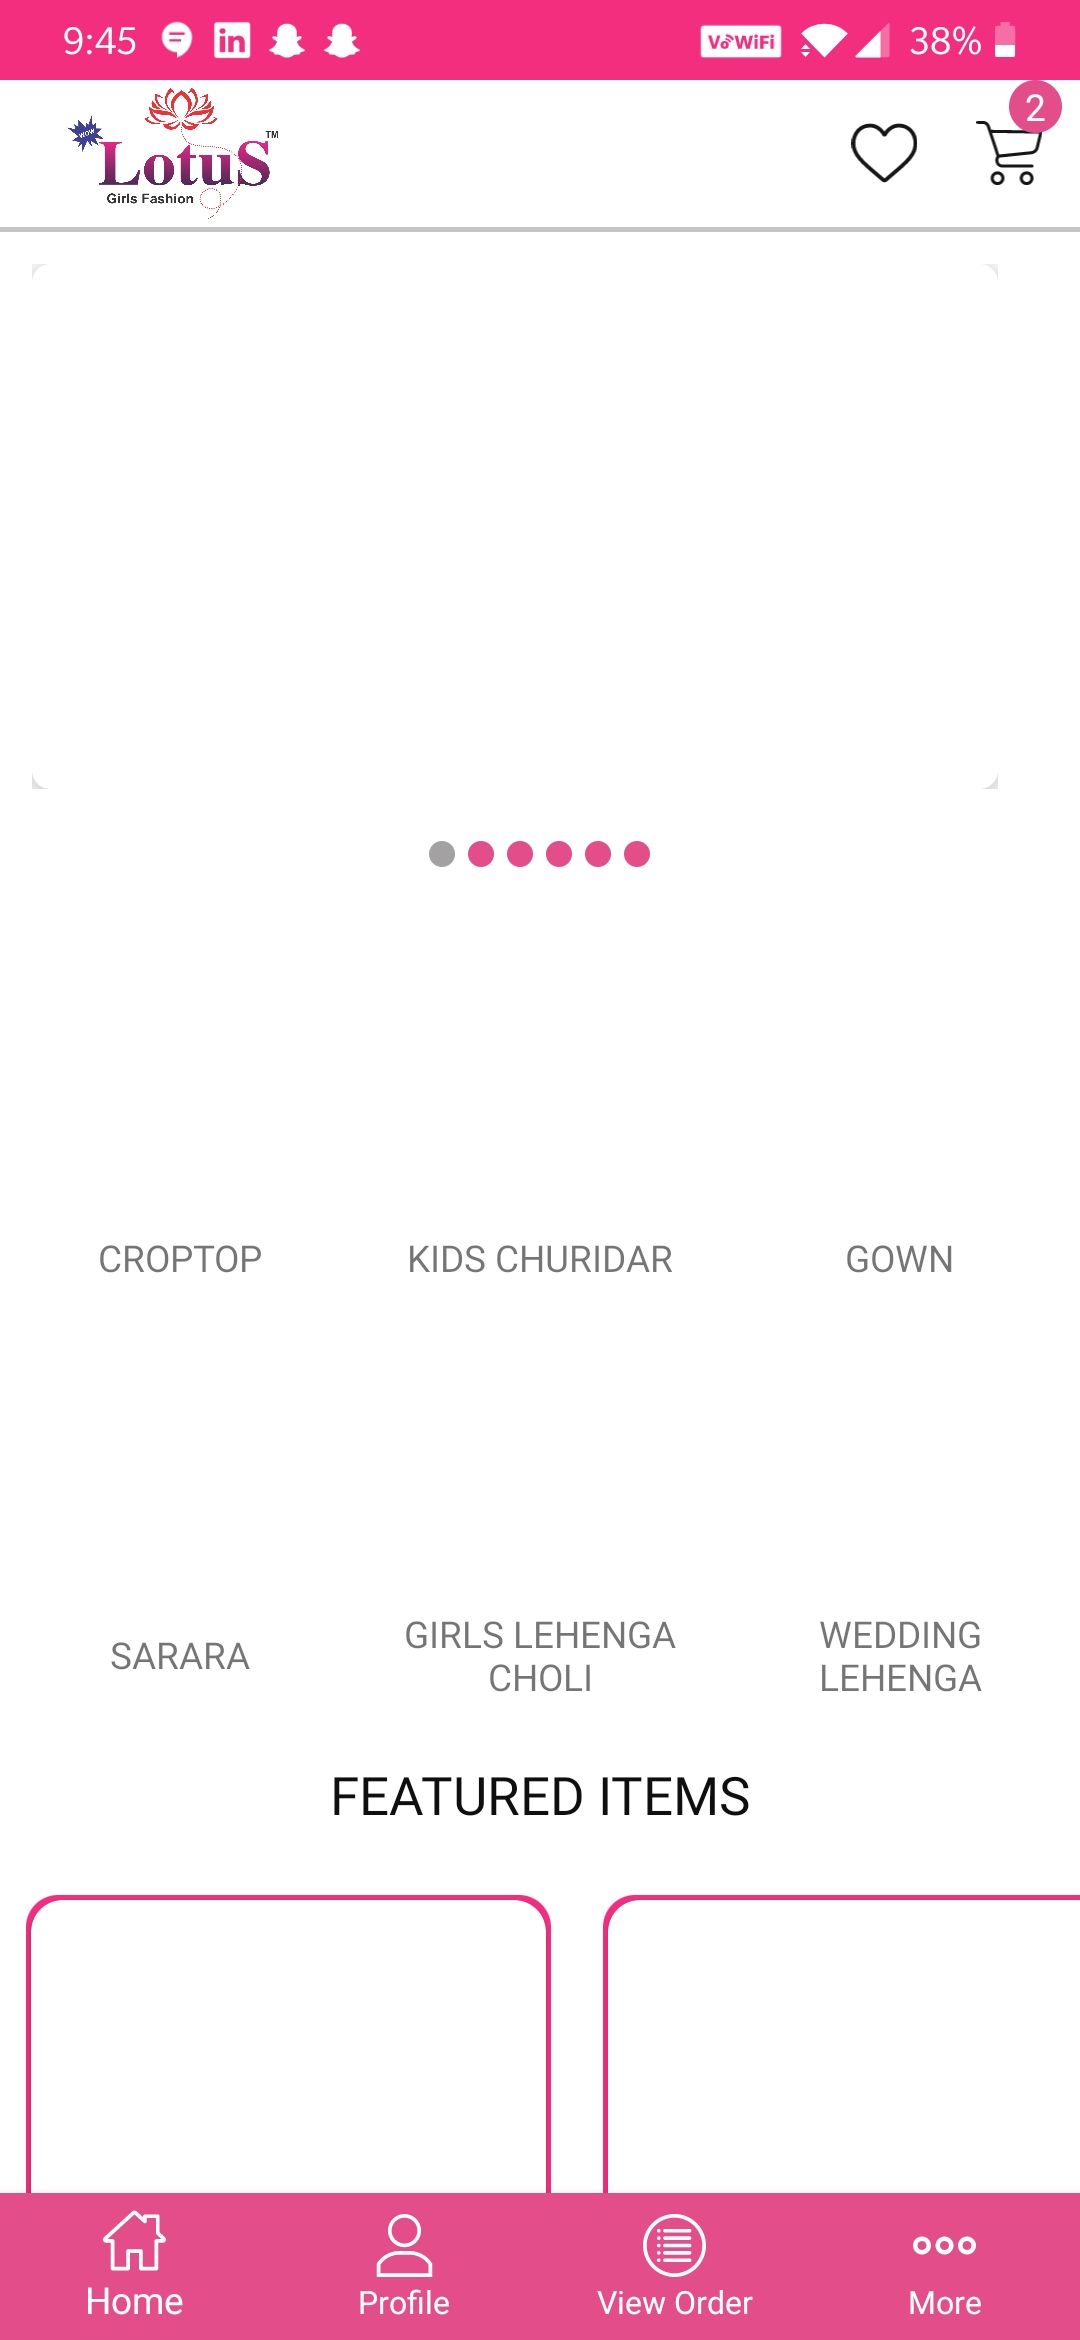 9:45
VoWiFi
38%
2
WOW
LotuS TM
Girls Fashion
CROPTOP
KIDS CHURIDAR
GOWN
SARARA
GIRLS LEHENGA
CHOLI
WEDDING
LEHENGA
FEATURED ITEMS
Home
Profile
View Order
More